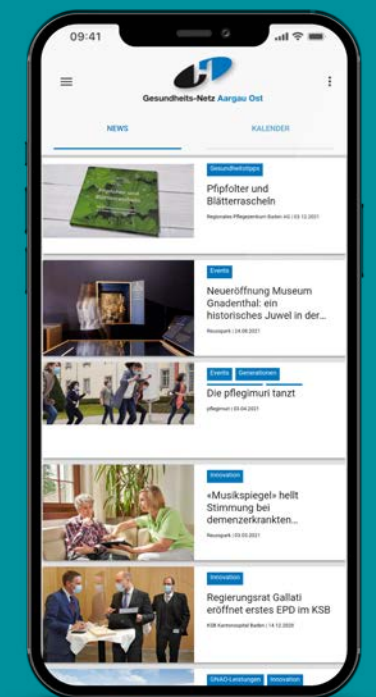 09:41
Gesundheits-Netz Aargau Ost
NEWS
KALENDER
Pfipfolter und
Blätterrascheln
Gesundheitstipps
Pfipfolter und
Blätterrascheln
Regionales Pflegezentrum Baden AG | 03.12.2021
Events
Neueröffnung Museum
Gnadenthal: ein
historisches Juwel in der...
Reusspark | 24.08.2021
Events Generationen
Die pflegimuri tanzt
pflegimuri | 03.04.2021
Innovation
«Musikspiegel» hellt
Stimmung bei
demenzerkrankten...
Reusspark | 03.03.2021
Innovation
Regierungsrat Gallati
eröffnet erstes EPD im KSB
KSB Kantonsspital Baden | 14.12.2020
GNAO-Leistungen Innovation